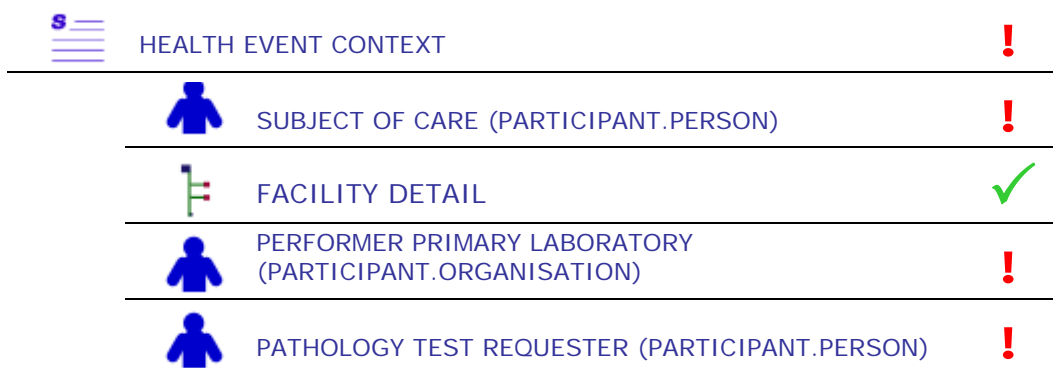 S
HEALTH EVENT CONTEXT !
SUBJECT OF CARE (PARTICIPANT.PERSON) !
FACILITY DETAIL ✓
PERFORMER PRIMARY LABORATORY
(PARTICIPANT.ORGANISATION) !
PATHOLOGY TEST REQUESTER (PARTICIPANT.PERSON) !